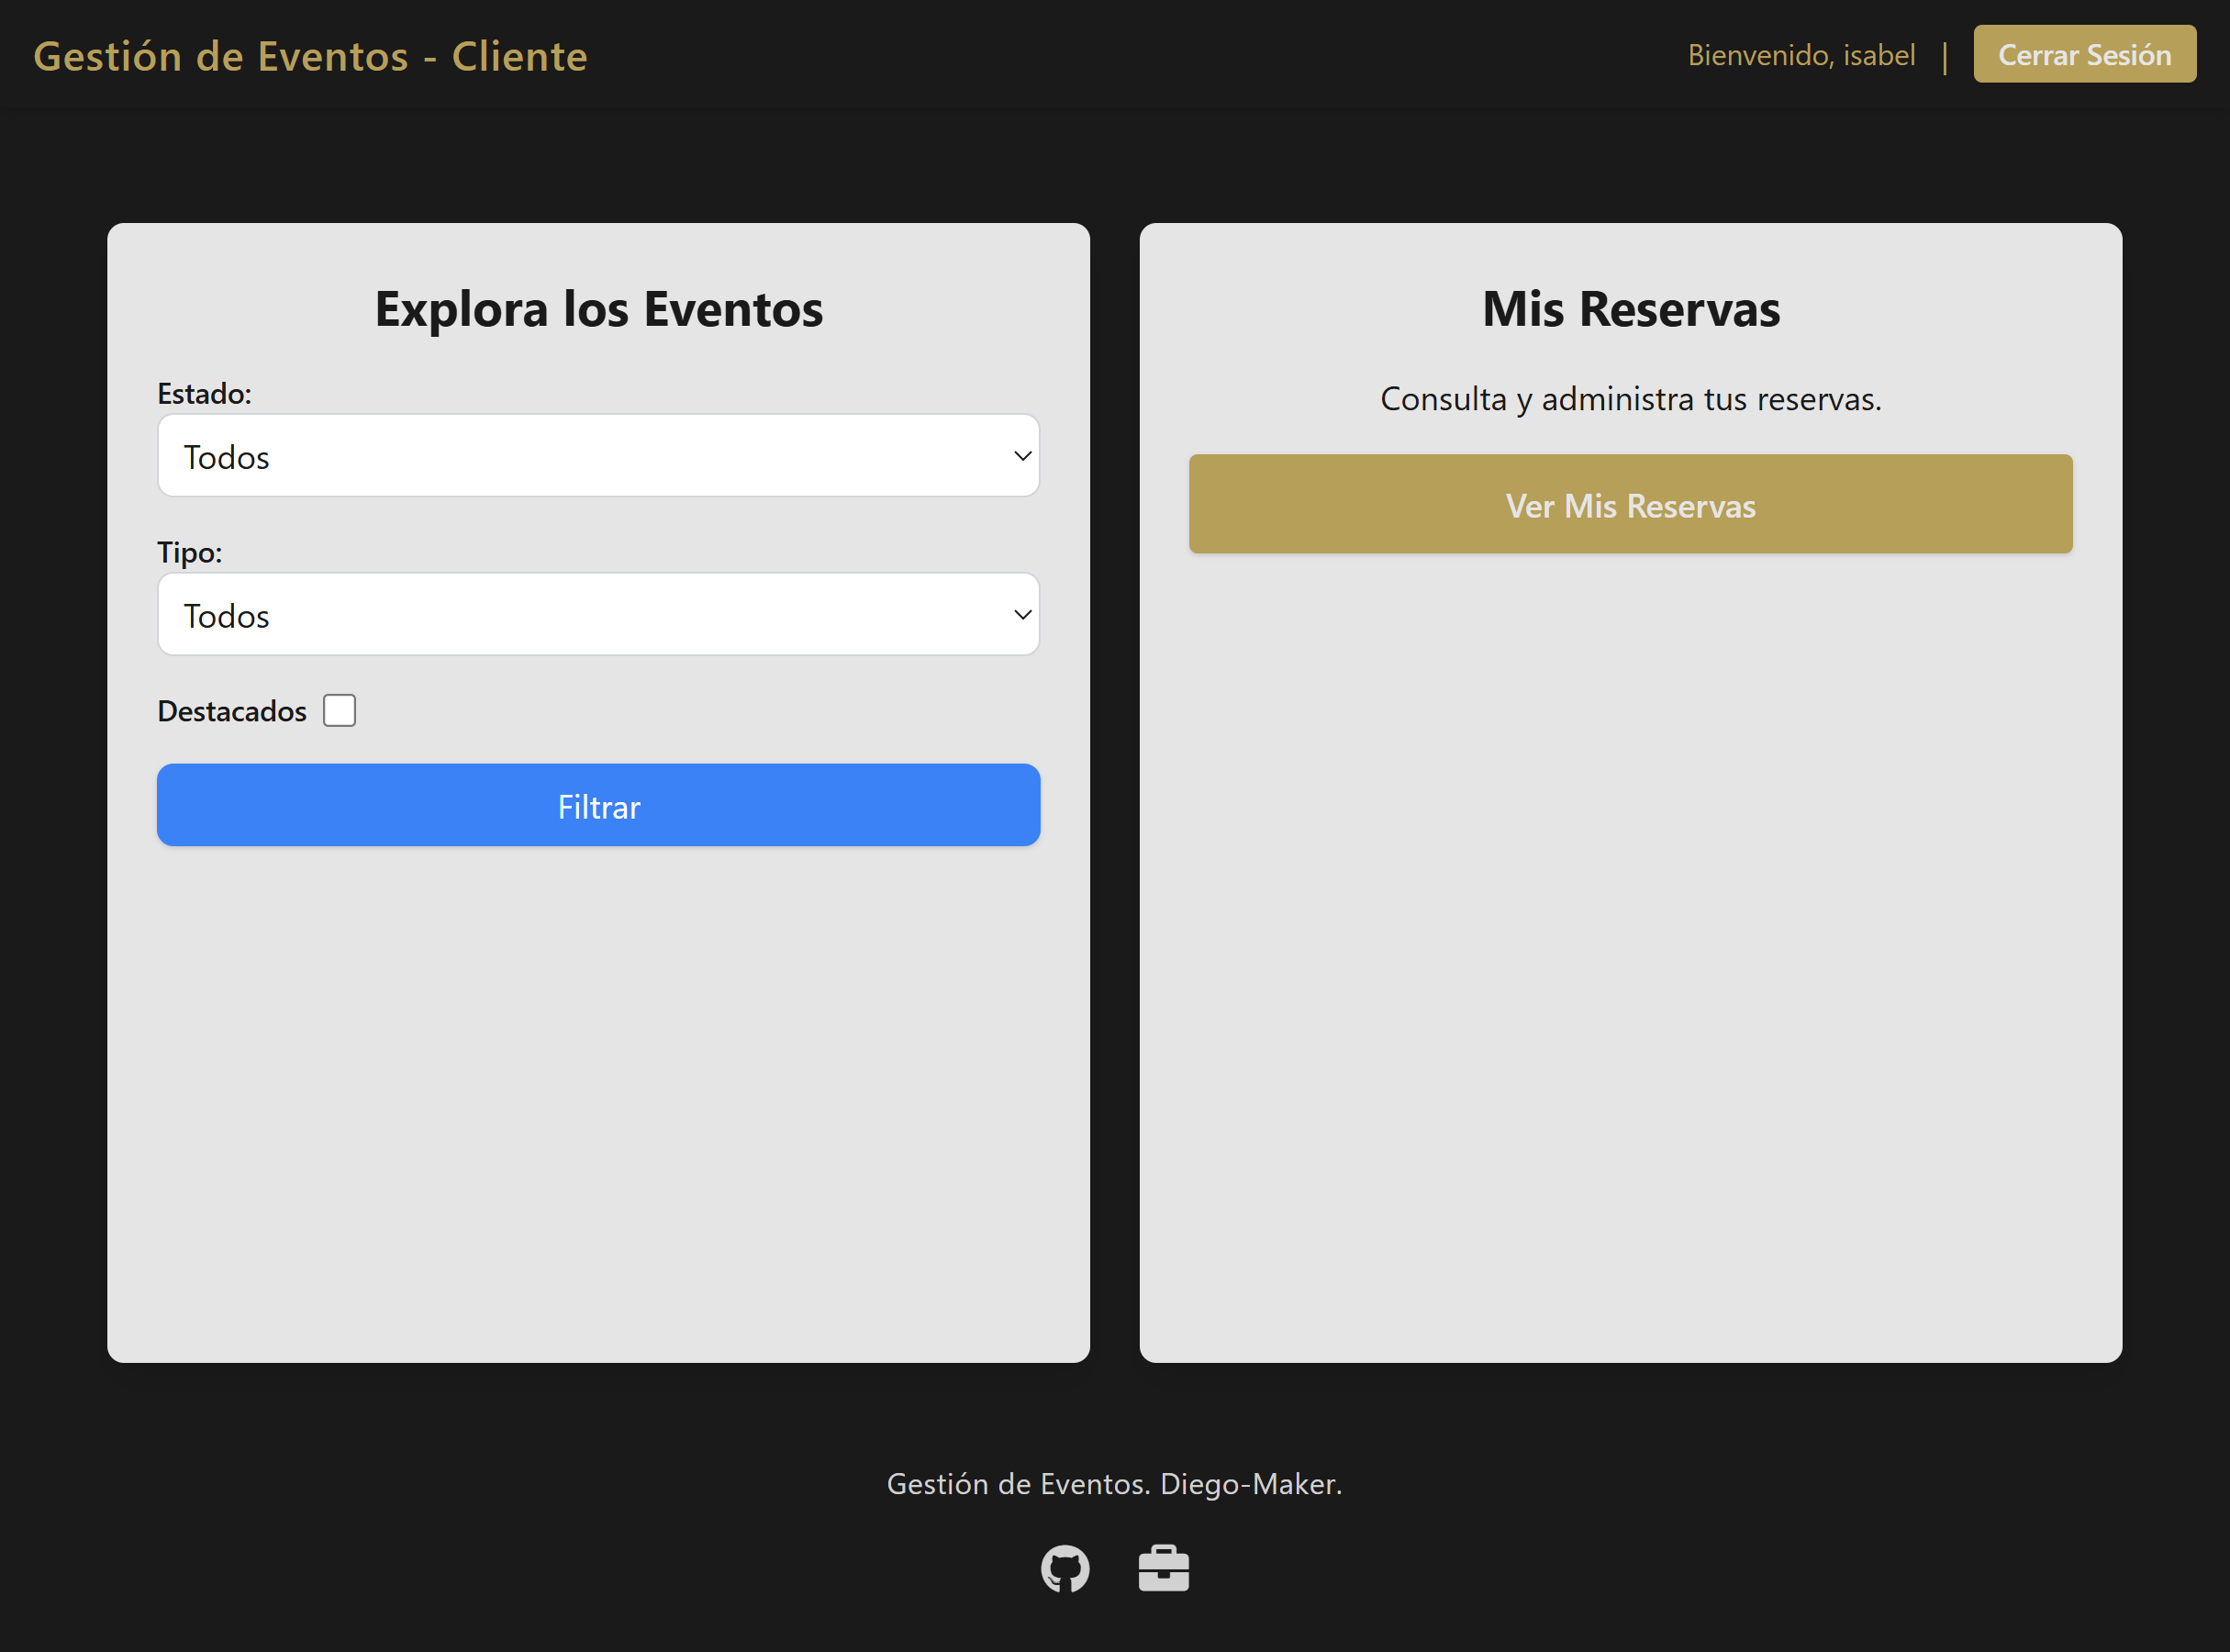 Gestión de Eventos - Cliente
Bienvenido, isabel | Cerrar Sesión
Explora los Eventos
Estado:
Todos
Tipo:
Todos
Destacados
Filtrar
Mis Reservas
Consulta y administra tus reservas.
Ver Mis Reservas
Gestión de Eventos. Diego-Maker.